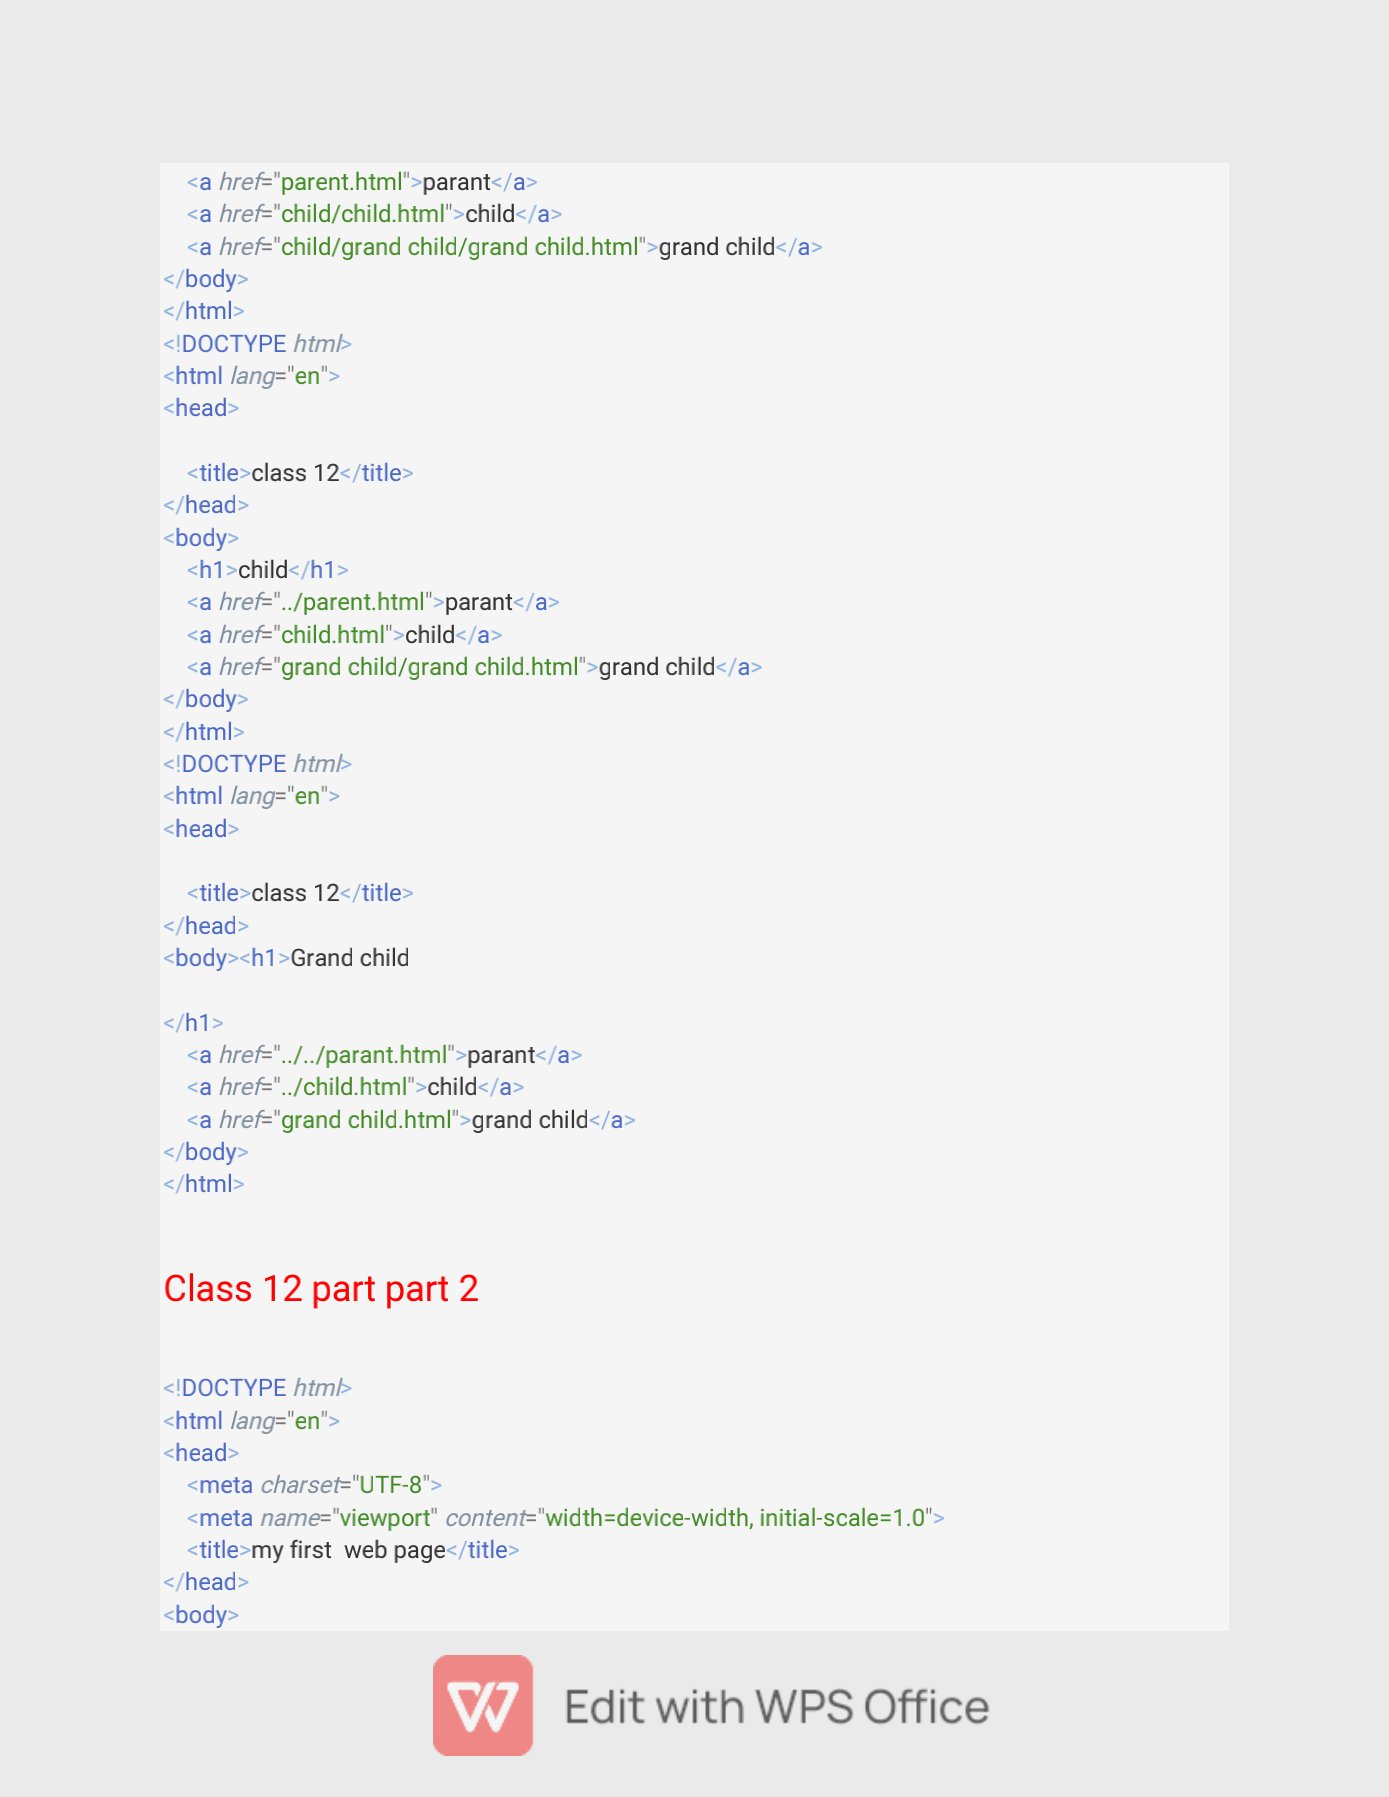 <a href="parent.html">parant</a>
<a href="child/child.html">child</a>
<a href="child/grand child/grand child.html">grand child</a>
</body>
</html>
<!DOCTYPE html>
<html lang="en">
<head>
<title>class 12</title>
</head>
<body>
<h1>child</h1>
<a href="../parent.html">parant</a>
<a href="child.html">child</a>
<a href="grand child/grand child.html">grand child</a>
</body>
</html>
<!DOCTYPE html>
<html lang="en">
<head>
<title>class 12</title>
</head>
<body><h1>Grand child
</h1>
<a href="../../parant.html">parant</a>
<a href="../child.html">child</a>
<a href="grand child.html">grand child</a>
</body>
</html>
Class 12 part part 2
<!DOCTYPE html>
<html lang="en">
<head>
<meta charset="UTF-8">
<meta name="viewport" content="width=device-width, initial-scale=1.0">
<title>my first  web page</title>
</head>
<body>
Edit with WPS Office